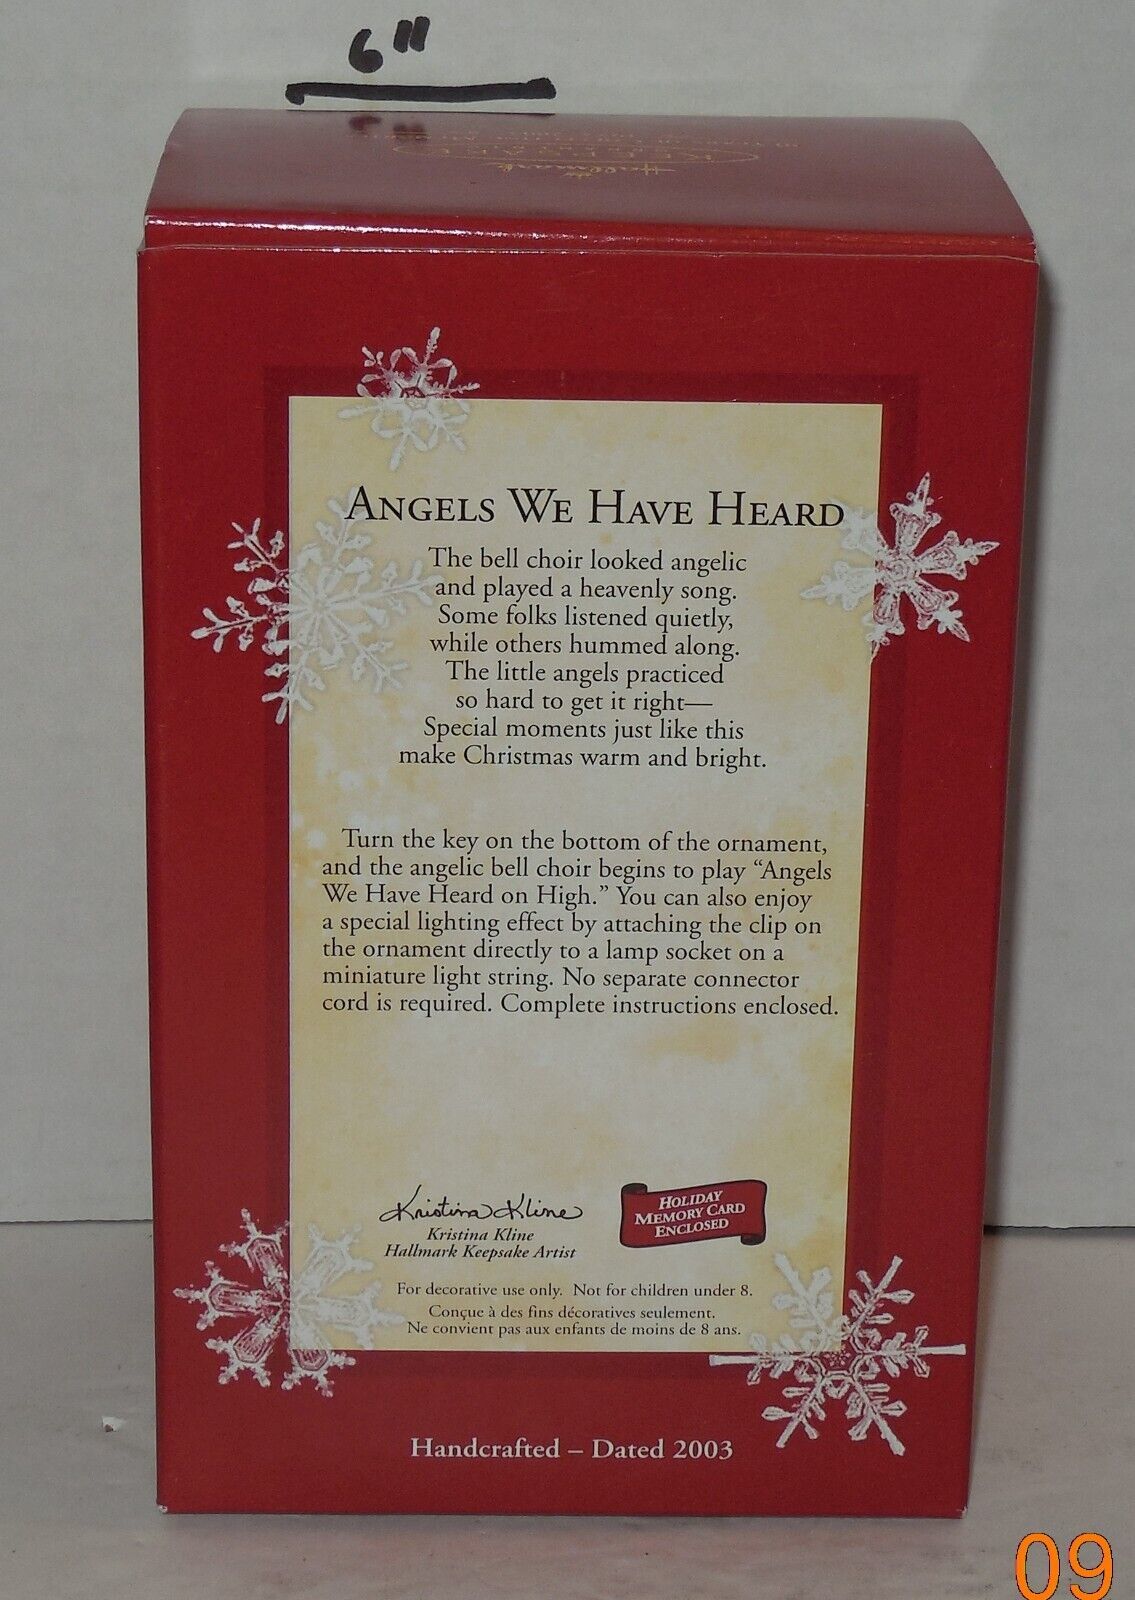 6"
Hallmark
KEEPSAKE
ANGELS WE HAVE HEARD
The bell choir looked angelic
and played a heavenly song.
Some folks listened quietly,
while others hummed along.
The little angels practiced
so hard to get it right—
Special moments just like this
make Christmas warm and bright.
Turn the key on the bottom of the ornament,
and the angelic bell choir begins to play “Angels
We Have Heard on High.” You can also enjoy
a special lighting effect by attaching the clip on
the ornament directly to a lamp socket on a
miniature light string. No separate connector
cord is required. Complete instructions enclosed.
Kristina Kline
Kristina Kline
Hallmark Keepsake Artist
HOLIDAY
MEMORY CARD
ENCLOSED
For decorative use only. Not for children under 8.
Conçue à des fins décoratives seulement.
Ne convient pas aux enfants de moins de 8 ans.
Handcrafted – Dated 2003
09